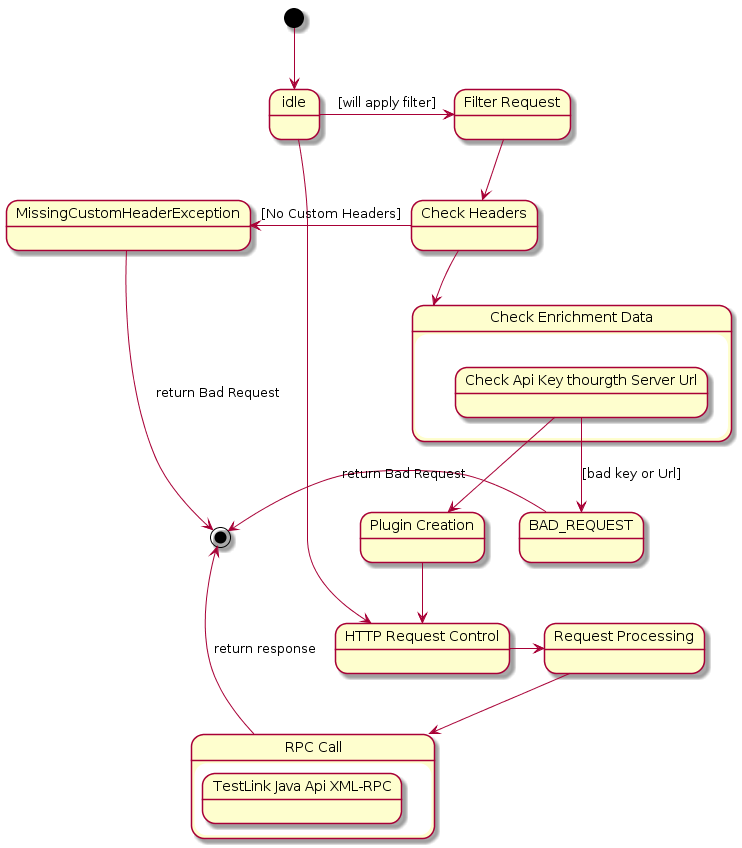 idle
[will apply filter]
Filter Request
MissingCustomHeaderException
[No Custom Headers]
Check Headers
Check Enrichment Data
Check Api Key thourgth Server Url
return Bad Request
return Bad Request
[bad key or Url]
Plugin Creation
BAD_REQUEST
HTTP Request Control
Request Processing
return response
RPC Call
TestLink Java Api XML-RPC